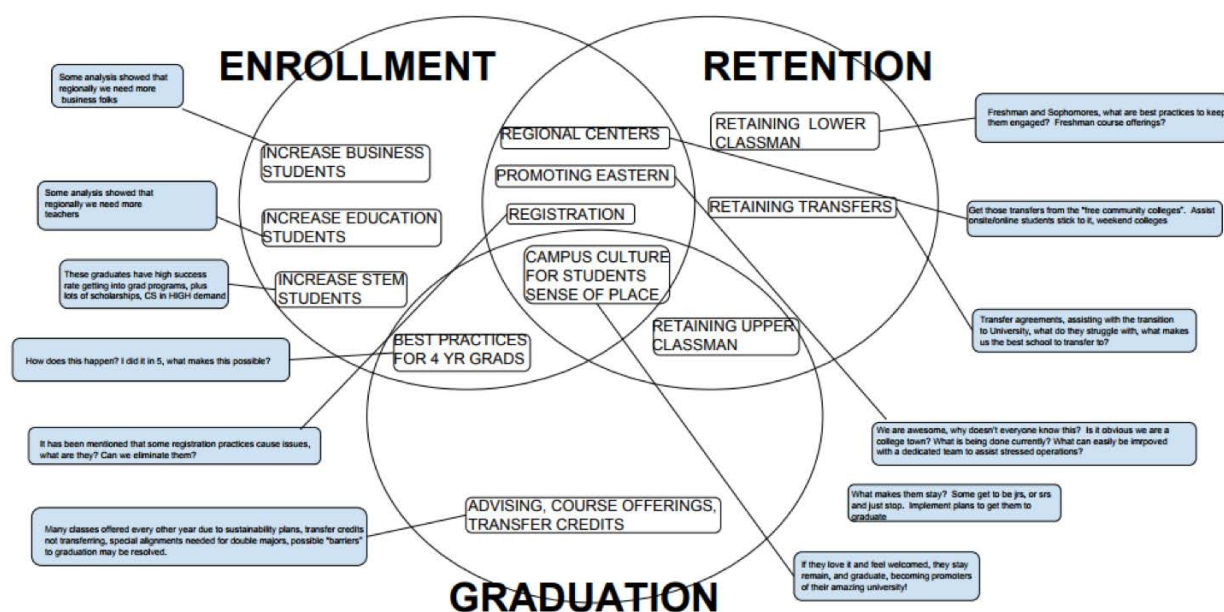 ENROLLMENT
RETENTION
Some analysis showed that
regionally we need more
business folks
Freshman and Sophomores, what are best practices to keep
them engaged? Freshman course offerings?
REGIONAL CENTERS
RETAINING LOWER
CLASSMAN
INCREASE BUSINESS
STUDENTS
PROMOTING EASTERN
Some analysis showed that
regionally we need more
teachers
INCREASE EDUCATION
STUDENTS
REGISTRATION
RETAINING TRANSFERS
Get those transfers from the "free community colleges". Assist
onsite/online students stick to it, weekend colleges
These graduates have high success
rate getting into grad programs, plus
lots of scholarships, CS in HIGH demand
INCREASE STEM
STUDENTS
CAMPUS CULTURE
FOR STUDENTS
SENSE OF PLACE
Transfer agreements, assisting with the transition
to University, what do they struggle with, what makes
us the best school to transfer to?
How does this happen? I did it in 5, what makes this possible?
BEST PRACTICES
FOR 4 YR GRADS
RETAINING UPPER
CLASSMAN
It has been mentioned that some registration practices cause issues,
what are they? Can we eliminate them?
We are awesome, why doesn't everyone know this? Is it obvious we are a
college town? What is being done currently? What can easily be imrpoved
with a dedicated team to assist stressed operations?
What makes them stay? Some get to be jrs, or srs
and just stop. Implement plans to get them to
graduate
Many classes offered every other year due to sustainability plans, transfer credits
not transferring, special alignments needed for double majors, possible "barriers"
to graduation may be resolved.
ADVISING, COURSE OFFERINGS,
TRANSFER CREDITS
If they love it and feel welcomed, they stay
remain, and graduate, becoming promoters
of their amazing university!
GRADUATION